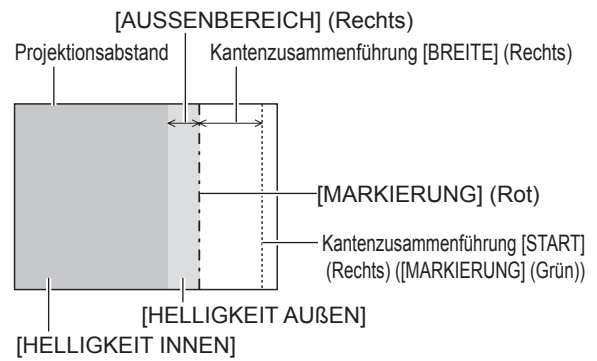 [AUSSENBEREICH] (Rechts)
Projektionsabstand
Kantenzusammenführung [BREITE] (Rechts)
[MARKIERUNG] (Rot)
Kantenzusammenführung [START]
(Rechts) ([MARKIERUNG] (Grün))
[HELLIGKEIT AUßEN]
[HELLIGKEIT INNEN]